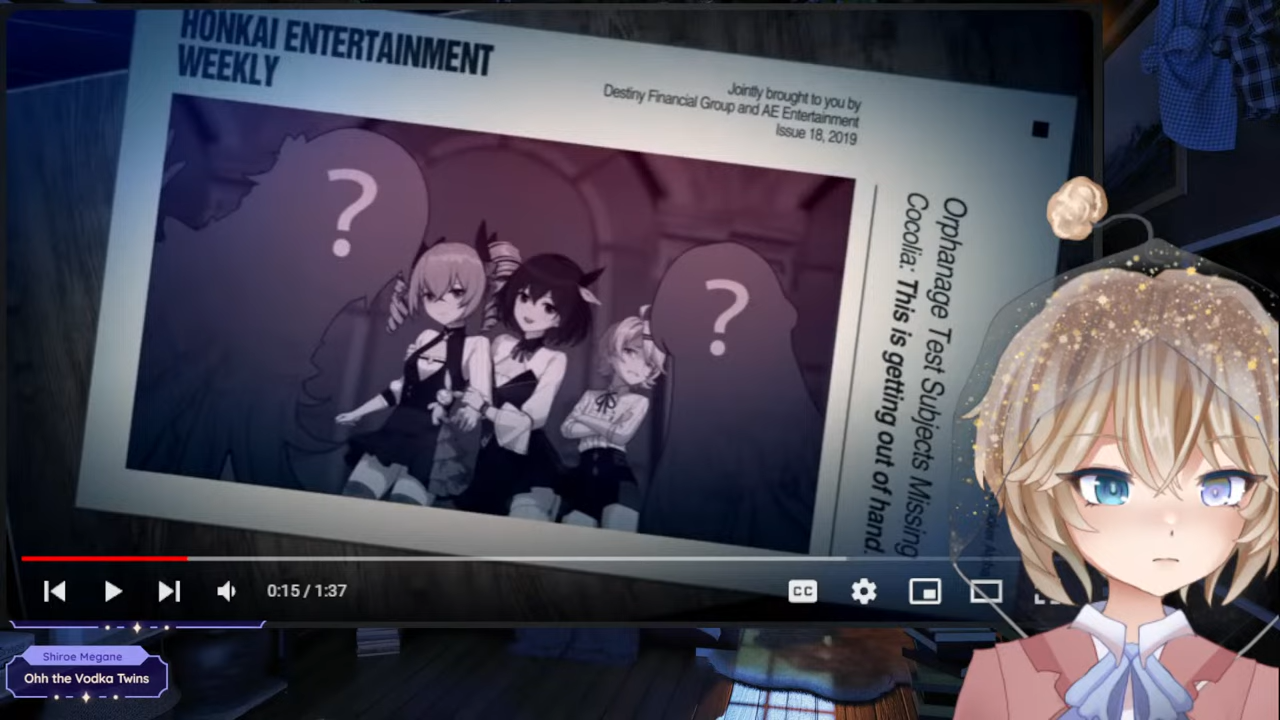 HONKAI ENTERTAINMENT
WEEKLY
Jointly brought to you by
Destiny Financial Group and AE Entertainment
Issue 18, 2019
?
?
Orphanage Test Subjects Missing
Cocolia: This is getting out of hand.
0:15 / 1:37
CC
Shiroe Megane
Ohh the Vodka Twins